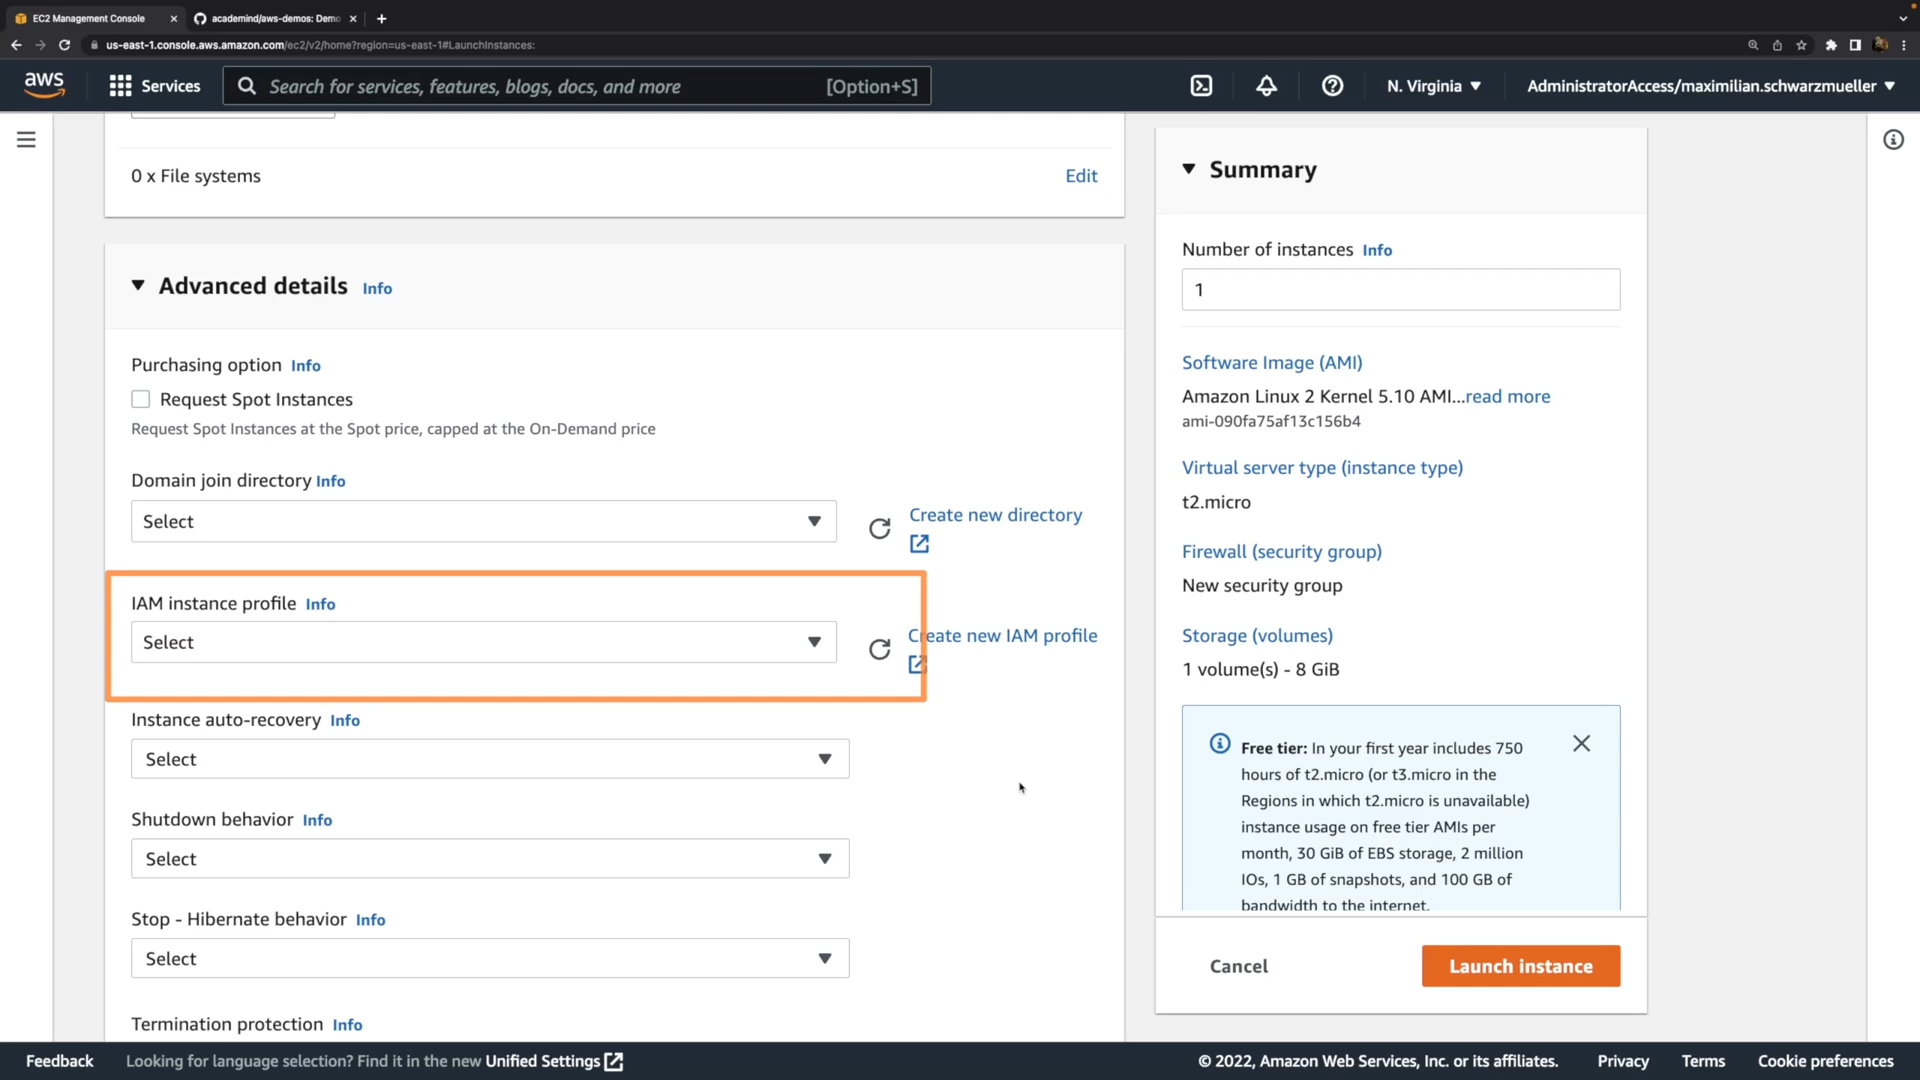 EC2 Management Console
academind/aws-demos: Demo
us-east-1.console.aws.amazon.com/ec2/v2/home?region=us-east-1#LaunchInstances:
aws
Services
Search for services, features, blogs, docs, and more
[Option+S]
N. Virginia
AdministratorAccess/maximilian.schwarzmueller
0 x File systems
Edit
Advanced details Info
Purchasing option Info
Request Spot Instances
Request Spot Instances at the Spot price, capped at the On-Demand price
Domain join directory Info
Select
Create new directory
IAM instance profile Info
Select
Create new IAM profile
Instance auto-recovery Info
Select
Shutdown behavior Info
Select
Stop - Hibernate behavior Info
Select
Termination protection Info
Summary
Number of instances Info
1
Software Image (AMI)
Amazon Linux 2 Kernel 5.10 AMI...read more
ami-090fa75af13c156b4
Virtual server type (instance type)
t2.micro
Firewall (security group)
New security group
Storage (volumes)
1 volume(s) - 8 GiB
Free tier: In your first year includes 750
hours of t2.micro (or t3.micro in the
Regions in which t2.micro is unavailable)
instance usage on free tier AMIs per
month, 30 GiB of EBS storage, 2 million
IOs, 1 GB of snapshots, and 100 GB of
bandwidth to the internet.
Cancel
Launch instance
Feedback
Looking for language selection? Find it in the new Unified Settings
© 2022, Amazon Web Services, Inc. or its affiliates.
Privacy
Terms
Cookie preferences